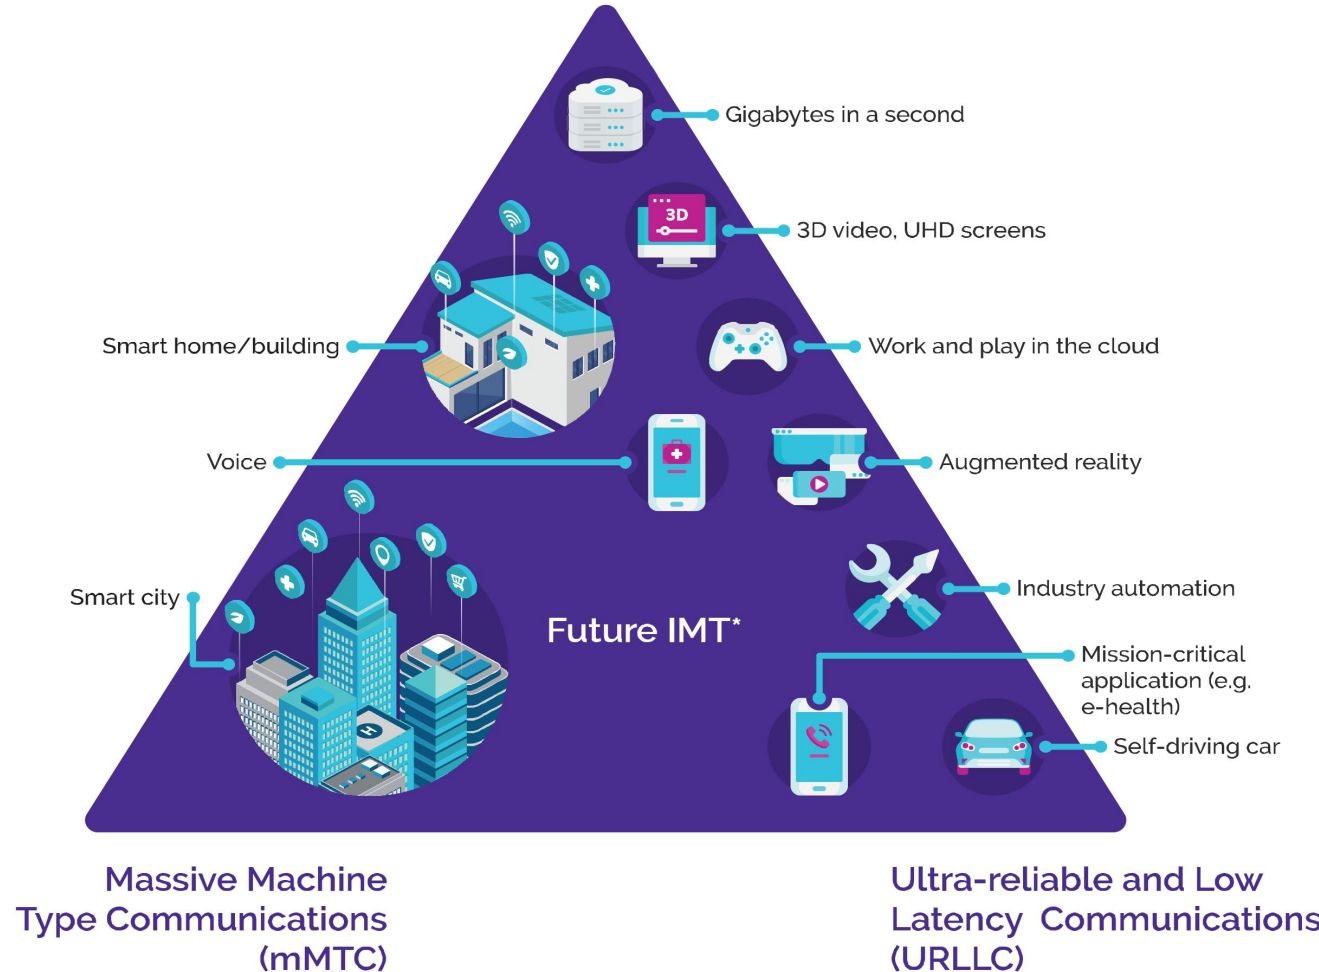 Gigabytes in a second
3D
3D video, UHD screens
Smart home/building
Work and play in the cloud
Voice
Augmented reality
Industry automation
Smart city
Future IMT*
Mission-critical
application (e.g.
e-health)
H
Self-driving car
Massive Machine
Type Communications
(mMTC)
Ultra-reliable and Low
Latency Communications
(URLLC)